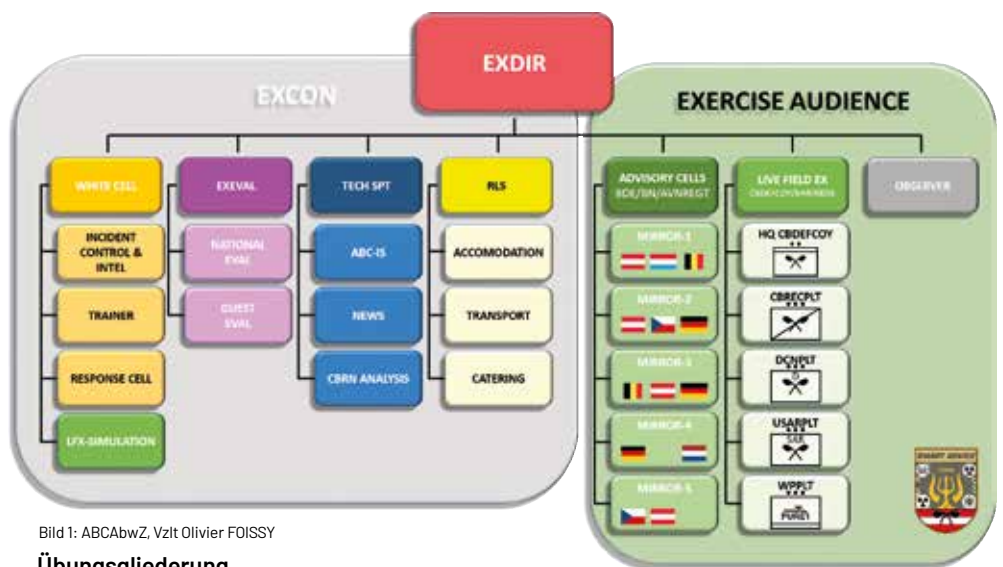 EXDIR
EXCON
WHITE CELL
INCIDENT
CONTROL &
INTEL
TRAINER
RESPONSE CELL
LFX-SIMULATION
EXEVAL
NATIONAL
EVAL
GUEST
EVAL
TECH SPT
ABC-IS
NEWS
CBRN ANALYSIS
RLS
ACCOMODATION
TRANSPORT
CATERING
EXERCISE AUDIENCE
ADVISORY CELLS
BDE/BN/AVNREGT
MIRROR-1
MIRROR-2
MIRROR-3
MIRROR-4
MIRROR-5
LIVE FIELD EX
HQ CBDEFCOY
CBRECPLT
DCNPLT
USARPLT
SAR
WPPLT
PURE1
OBSERVER
Bild 1: ABCAbwZ, Vzlt Olivier FOISSY
Übungsgliederung